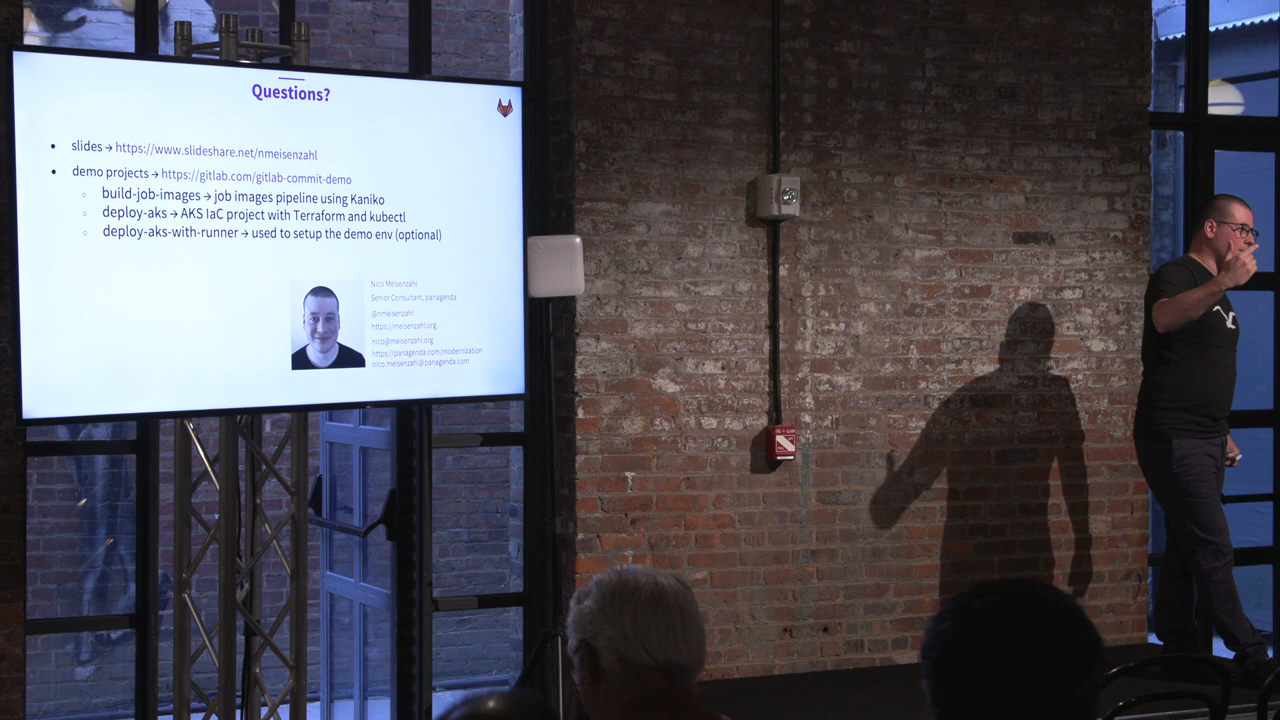 Questions?
slides → https://www.slideshare.net/nmeisenzahl
demo projects → https://gitlab.com/gitlab-commit-demo
build-job-images → job images pipeline using Kaniko
deploy-aks → AKS IaC project with Terraform and kubectl
deploy-aks-with-runner → used to setup the demo env (optional)
Nico Meisenzahl
Senior Consultant, panagenda
@nmeisenzahl
https://meisenzahl.org
nico@meisenzahl.org
https://panagenda.com/modernization
nico.meisenzahl@panagenda.com